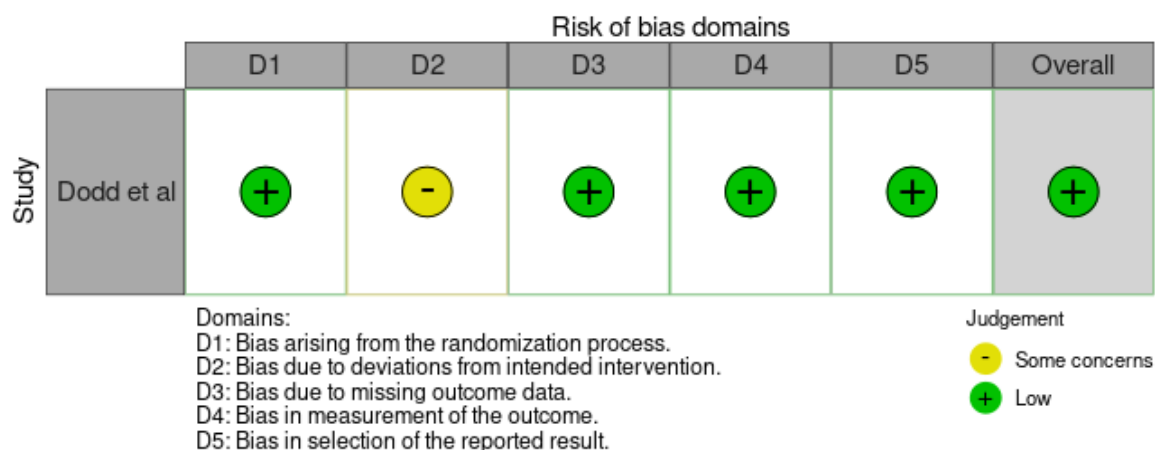 Risk of bias domains
D1 D2 D3 D4 D5 Overall
Study
Dodd et al + - + + + +
Domains:
D1: Bias arising from the randomization process.
D2: Bias due to deviations from intended intervention.
D3: Bias due to missing outcome data.
D4: Bias in measurement of the outcome.
D5: Bias in selection of the reported result.
Judgement
- Some concerns
+ Low